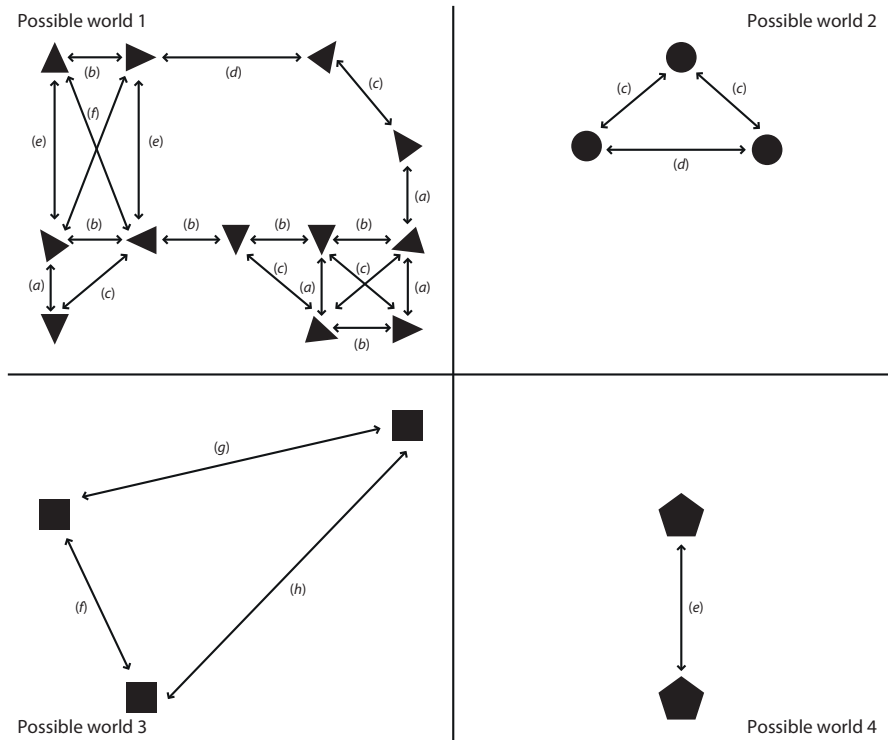 Possible world 1
(b)
(d)
(c)
(f)
(e)
(e)
(a)
(b)
(b)
(b)
(b)
(c)
(c)
(a)
(a)
(a)
(c)
(b)
Possible world 2
(c)
(c)
(d)
(g)
(h)
(f)
Possible world 3
(e)
Possible world 4